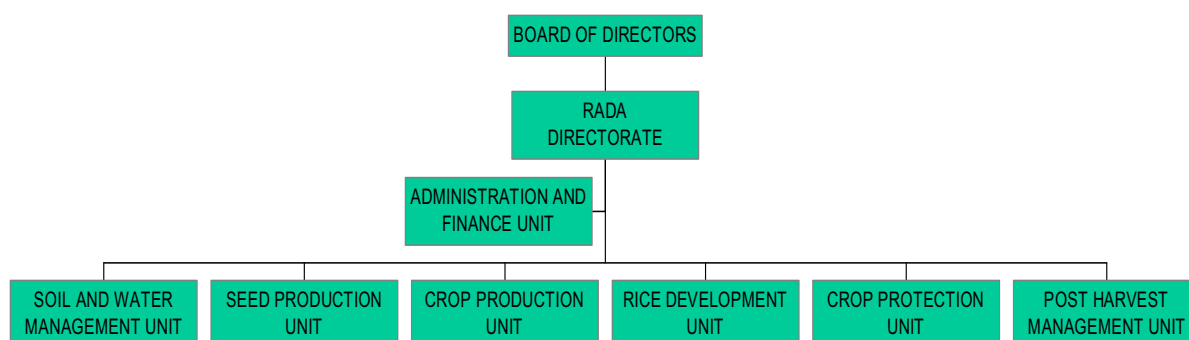 BOARD OF DIRECTORS
RADA
DIRECTORATE
ADMINISTRATION AND
FINANCE UNIT
SOIL AND WATER
MANAGEMENT UNIT
SEED PRODUCTION
UNIT
CROP PRODUCTION
UNIT
RICE DEVELOPMENT
UNIT
CROP PROTECTION
UNIT
POST HARVEST
MANAGEMENT UNIT